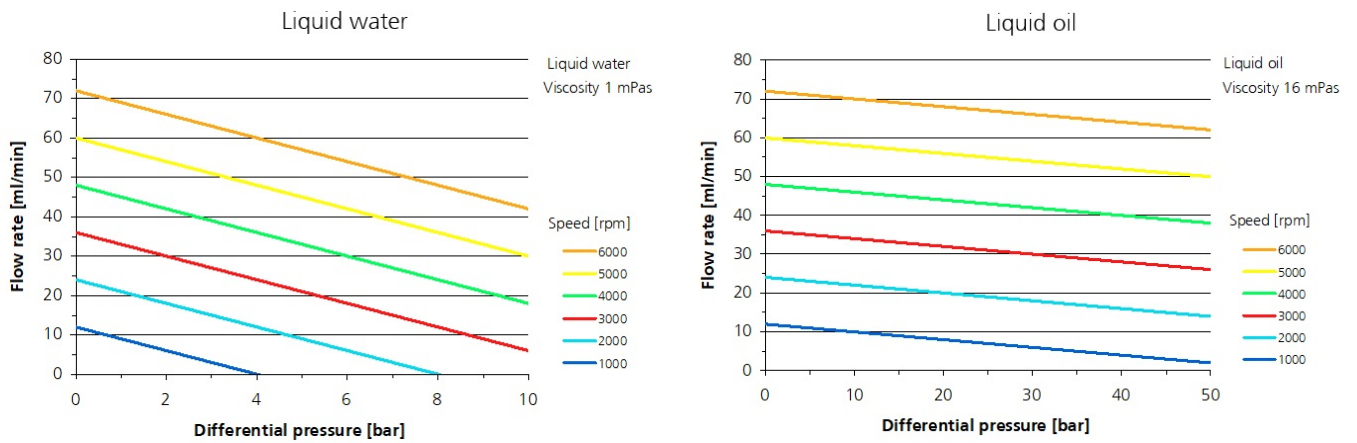 Liquid water
80
70
60
50
40
30
20
10
0
0 2 4 6 8 10
Flow rate [ml/min]
Differential pressure [bar]
Liquid water
Viscosity 1 mPas
Speed [rpm]
6000
5000
4000
3000
2000
1000
Liquid oil
80
70
60
50
40
30
20
10
0
0 10 20 30 40 50
Flow rate [ml/min]
Differential pressure [bar]
Liquid oil
Viscosity 16 mPas
Speed [rpm]
6000
5000
4000
3000
2000
1000